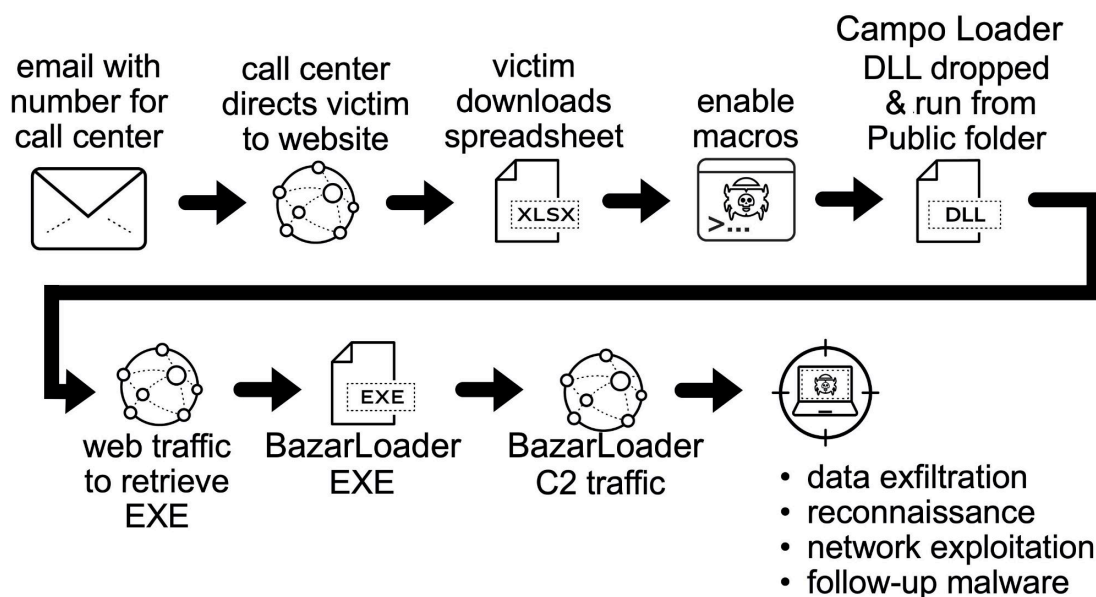 email with
number for
call center
call center
directs victim
to website
victim
downloads
spreadsheet
XLSX
enable
macros
>...
Campo Loader
DLL dropped
& run from
Public folder
DLL
web traffic
to retrieve
EXE
EXE
BazarLoader
EXE
BazarLoader
C2 traffic
• data exfiltration
• reconnaissance
• network exploitation
• follow-up malware